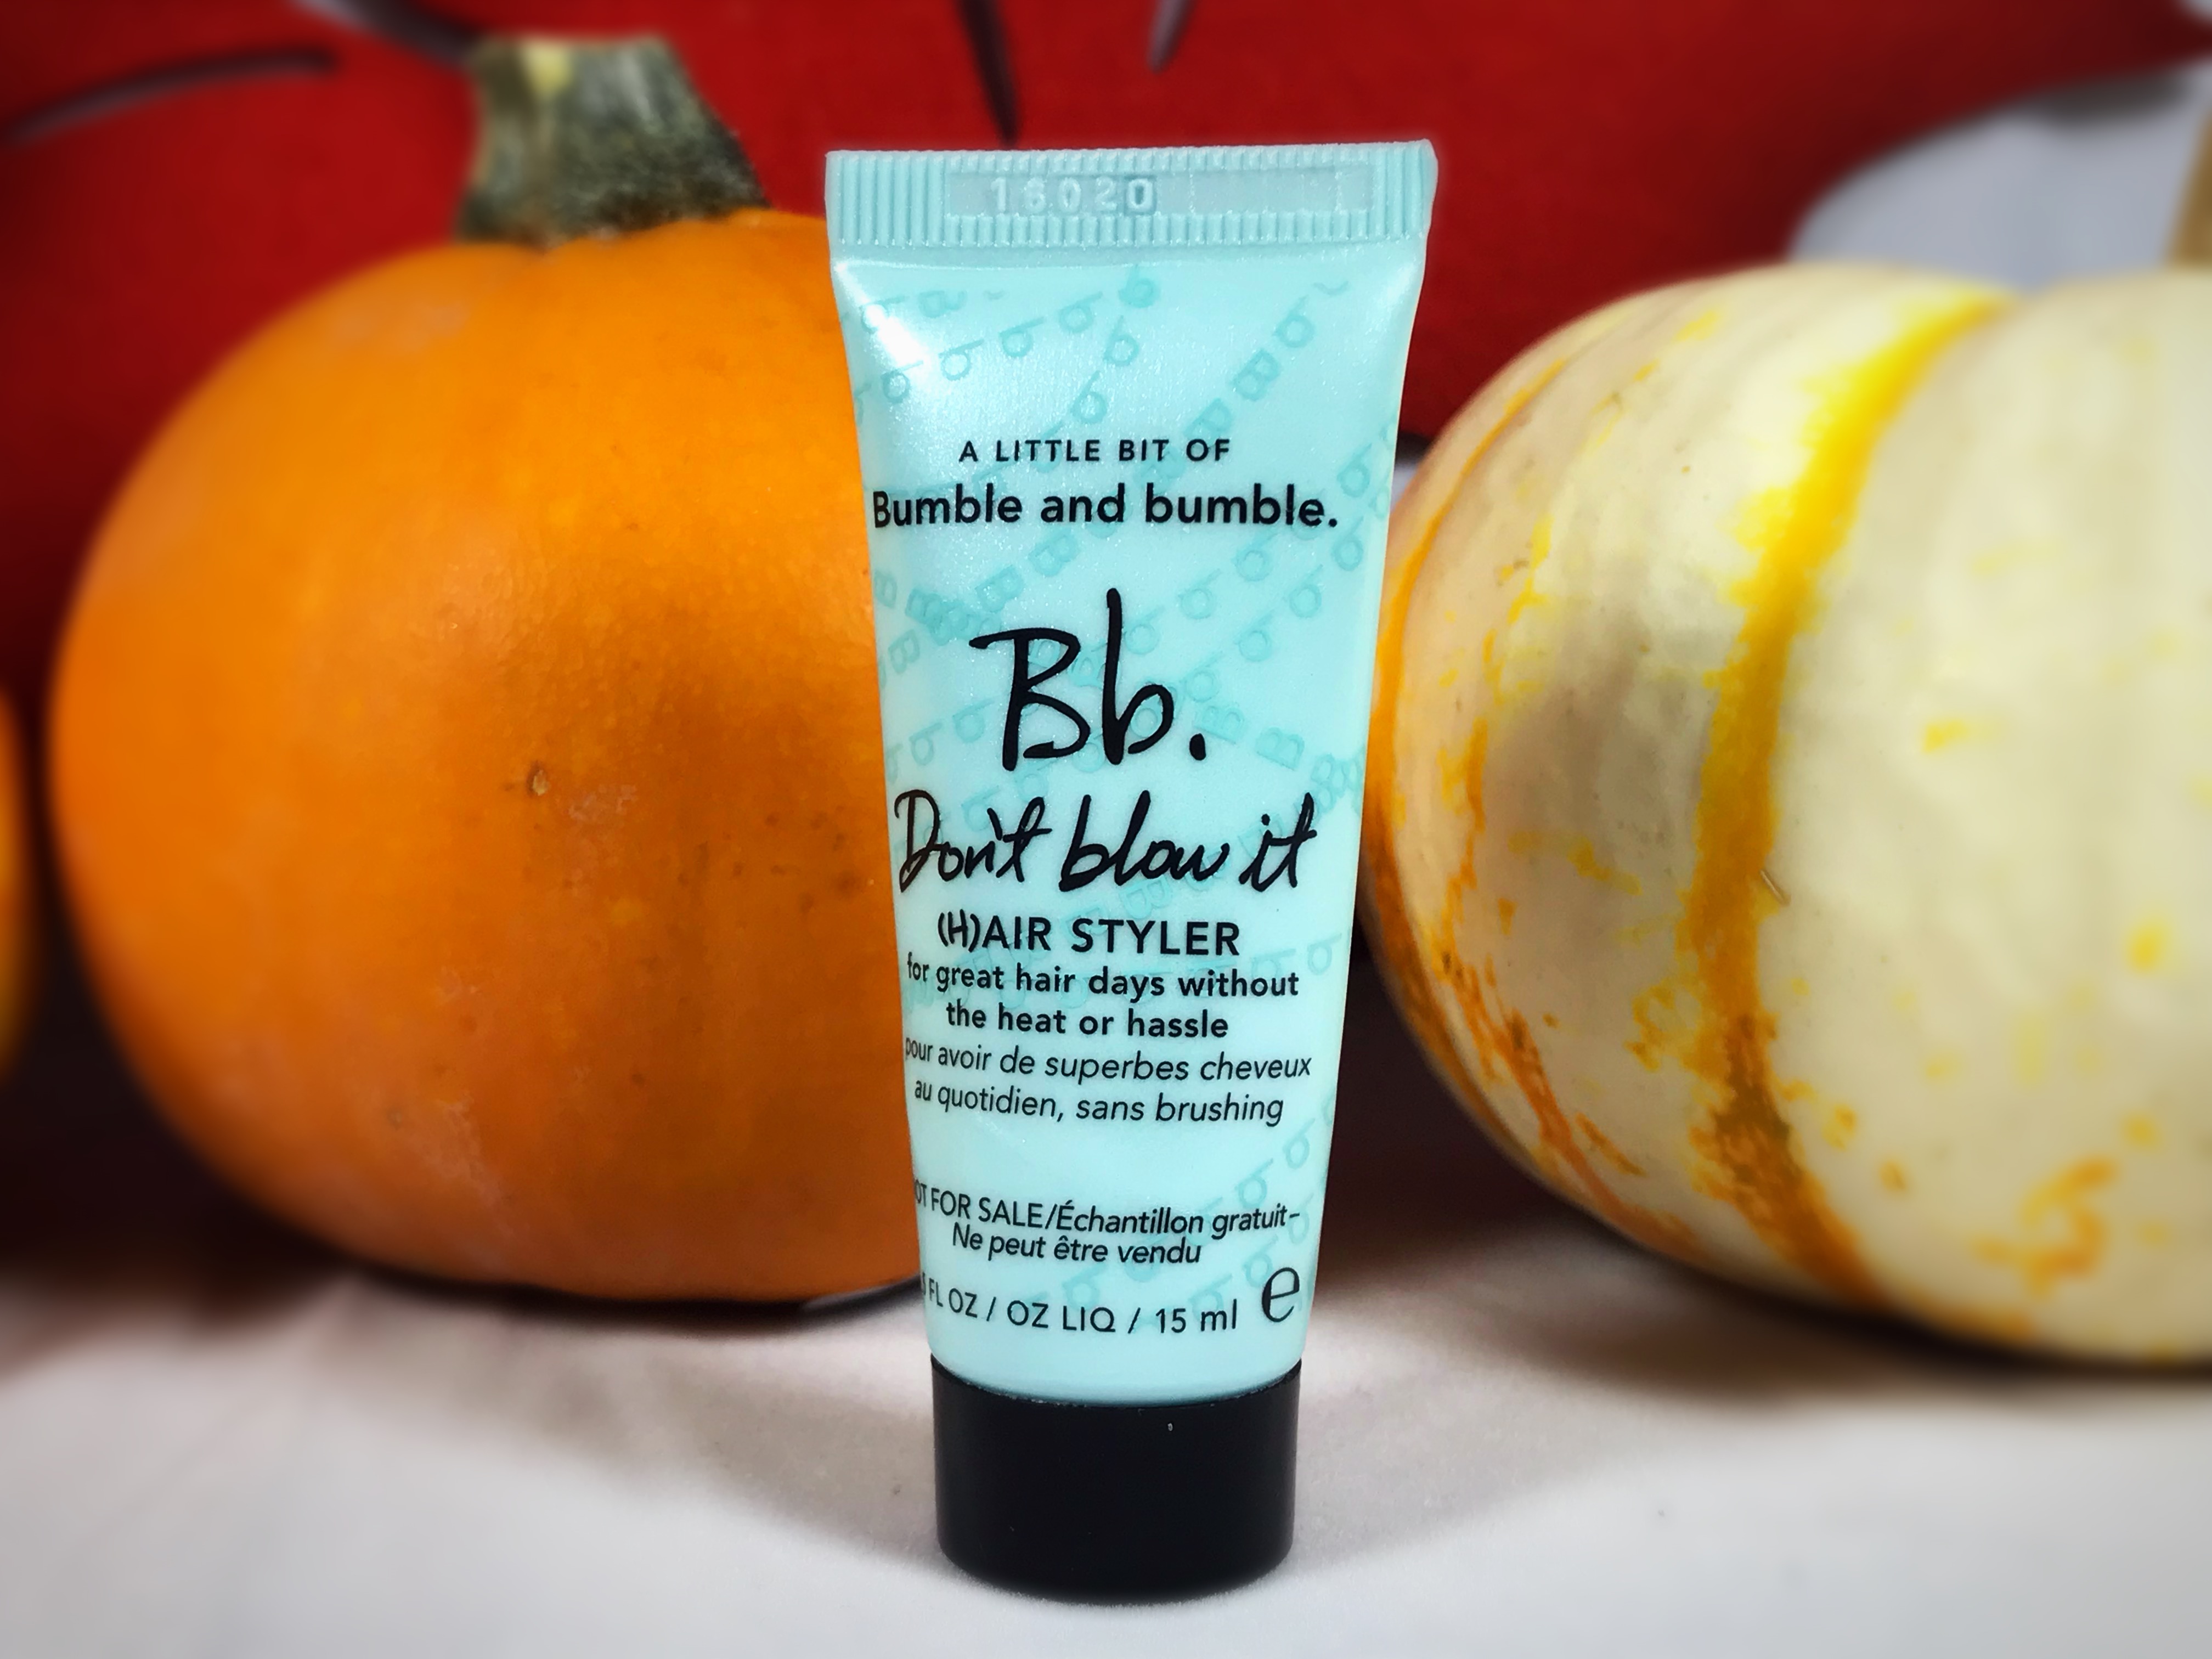 16020
A LITTLE BIT OF
Bumble and bumble.
Bb.
Don't blow it
(H)AIR STYLER
for great hair days without
the heat or hassle
pour avoir de superbes cheveux
au quotidien, sans brushing
FOR SALE/Échantillon gratuit-
Ne peut être vendu
FL OZ / OZ LIQ / 15 ml e